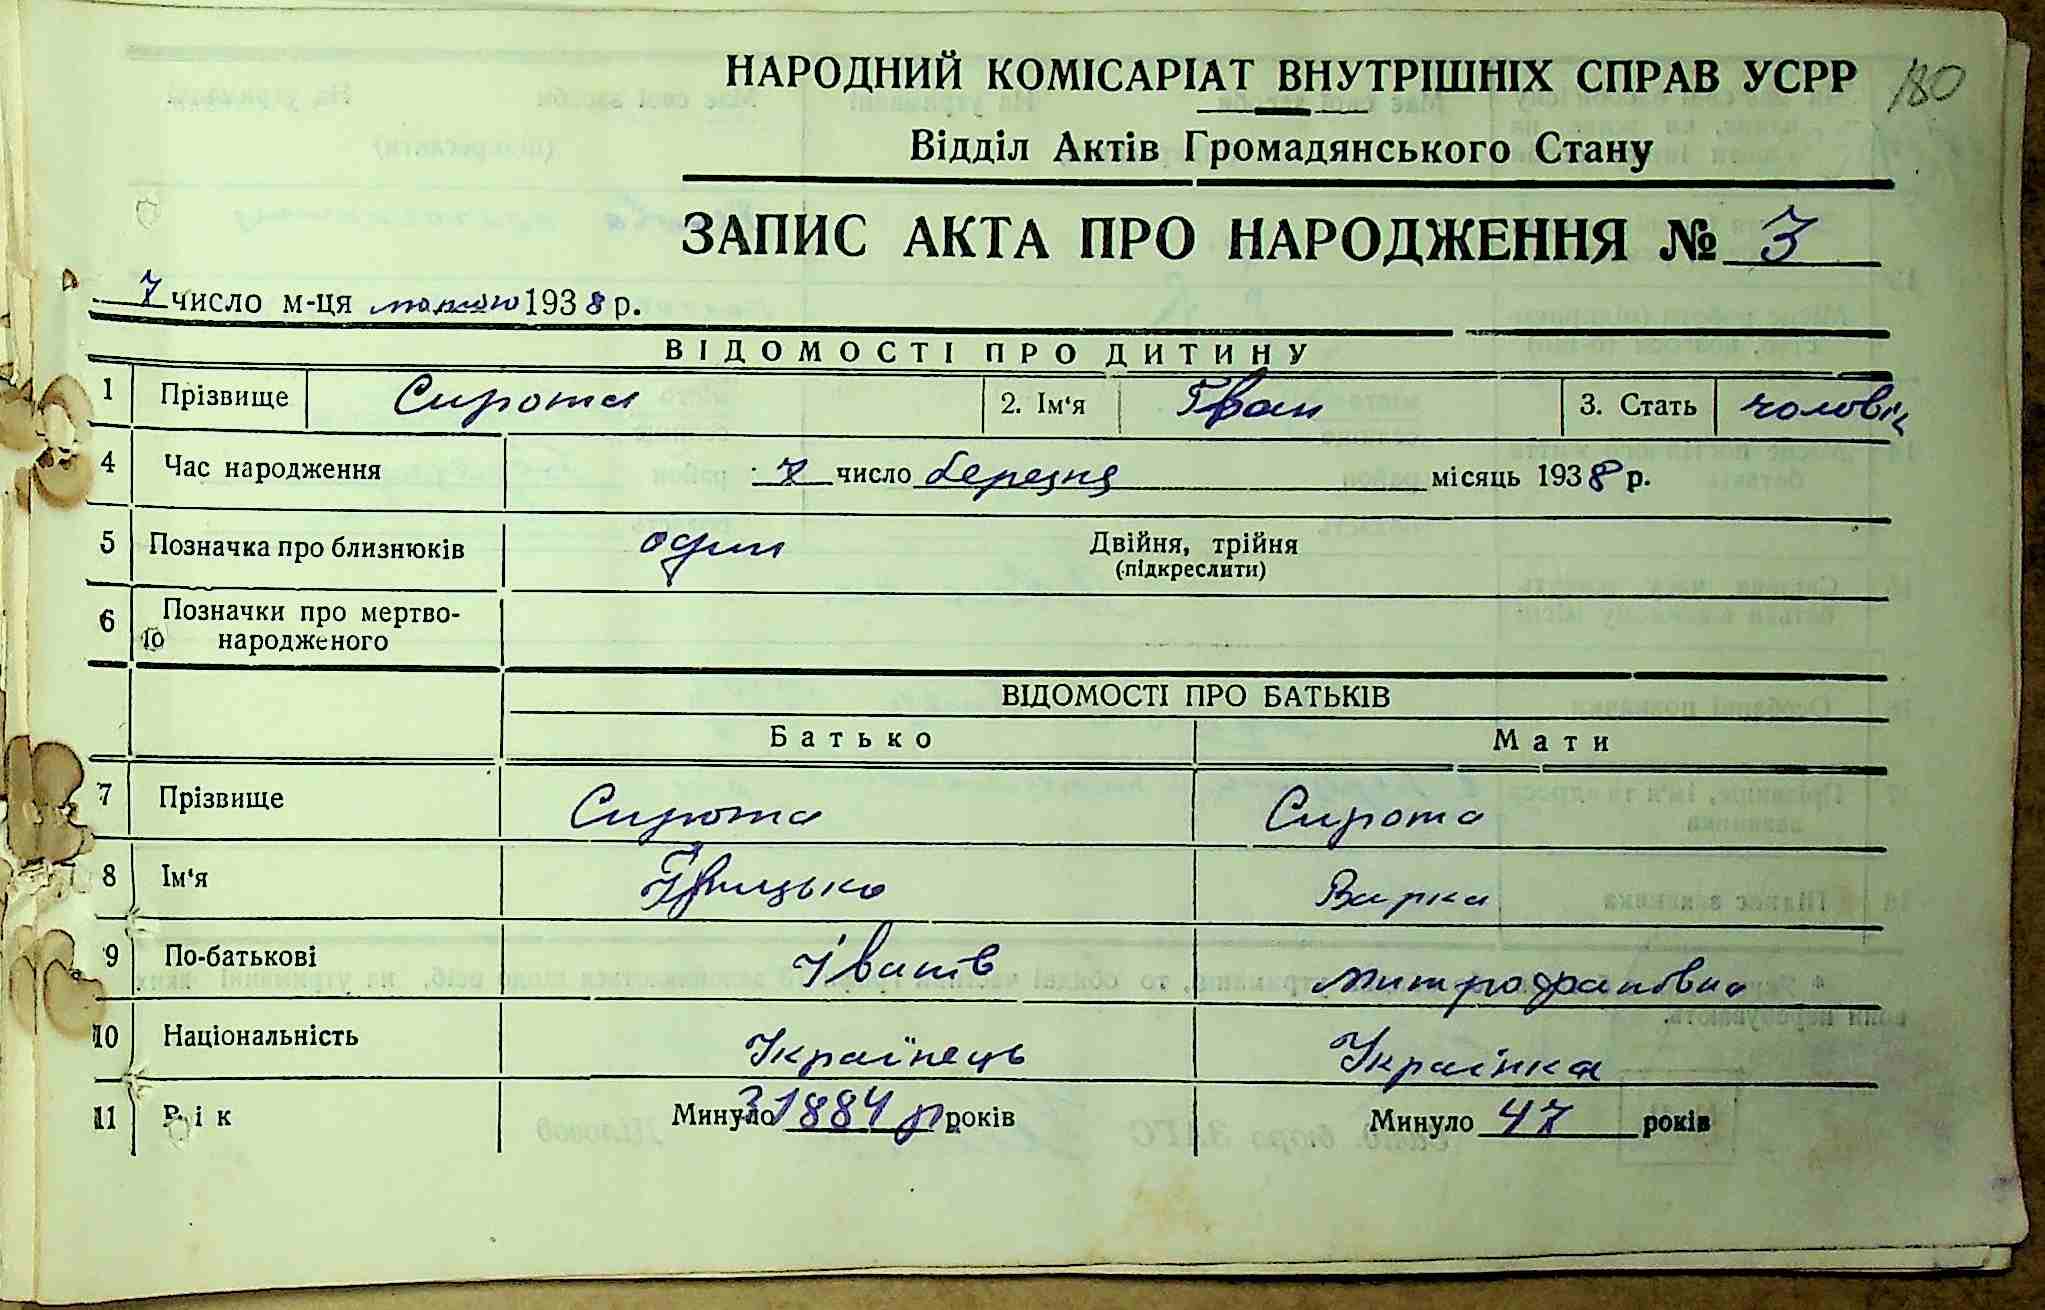 НАРОДНИЙ КОМІСАРІАТ ВНУТРІШНІХ СПРАВ УСРР 180
Відділ Актів Громадянського Стану
ЗАПИС АКТА ПРО НАРОДЖЕННЯ № 3
7 число м-ця 1938 р.
ВІДОМОСТІ ПРО ДИТИНУ
1 Прізвище Сирота 2. Ім‘я Іван 3. Стать чоловік
4 Час народження 7 число березня місяць 1938 р.
5 Позначка про близнюків один Двійня, трійня
(підкреслити)
6 Позначки про мертво-
народженого
ВІДОМОСТІ ПРО БАТЬКІВ
Батько Мати
7 Прізвище Сирота Сирота
8 Ім‘я Грицько Варка
9 По-батькові Іванів Митрофановна
10 Національність Українець Українка
11 Рік Минуло З 1884 р років Минуло 47 років